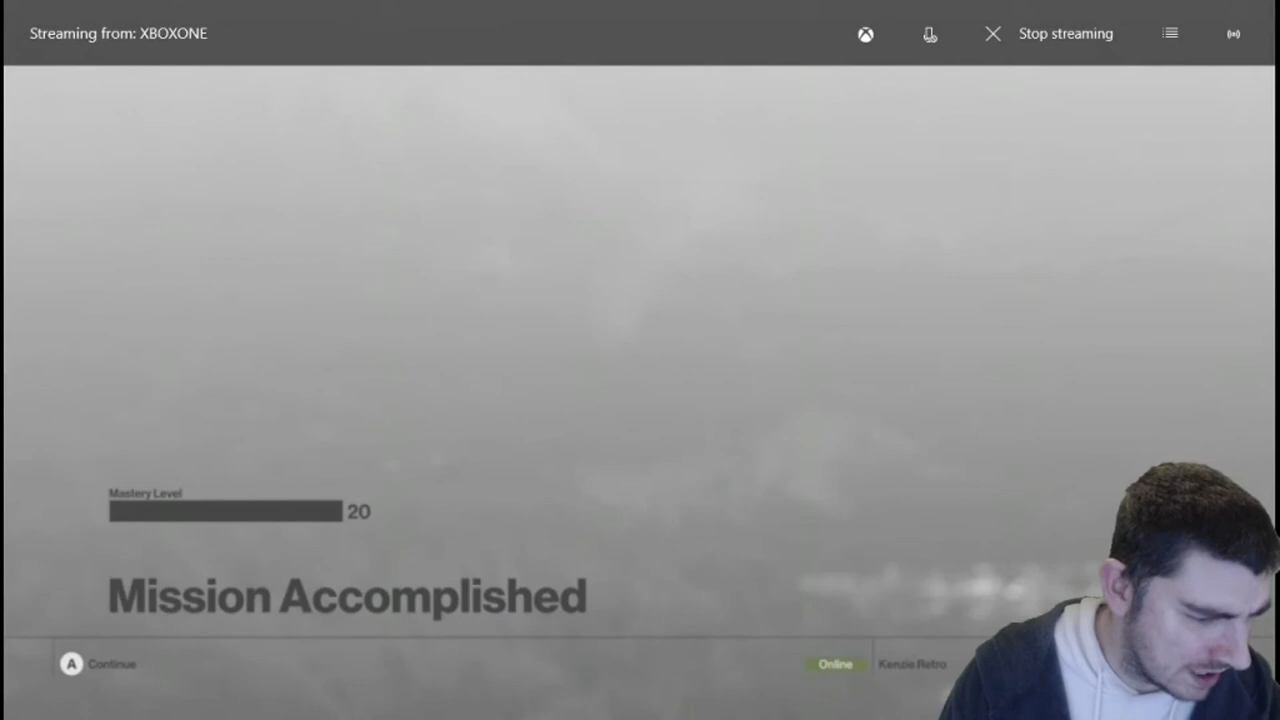 Streaming from: XBOXONE
Stop streaming
Mastery Level
20
Mission Accomplished
A Continue
Online Kenzie Retro